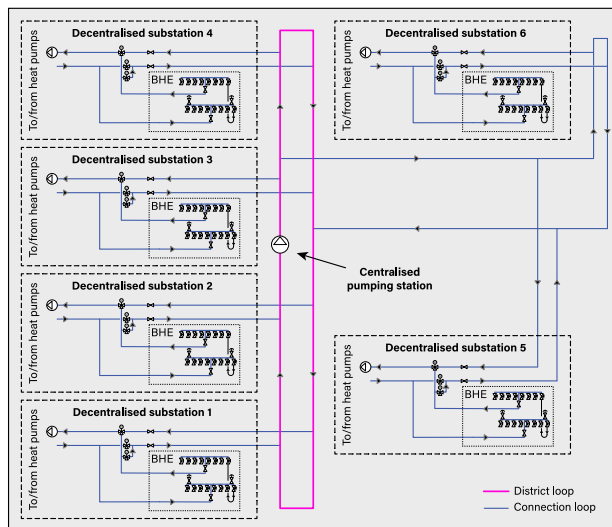 Decentralised substation 4
To/from heat pumps
BHE
Decentralised substation 3
To/from heat pumps
BHE
Decentralised substation 2
To/from heat pumps
BHE
Decentralised substation 1
To/from heat pumps
BHE
Centralised
pumping station
Decentralised substation 6
To/from heat pumps
BHE
Decentralised substation 5
To/from heat pumps
BHE
District loop
Connection loop